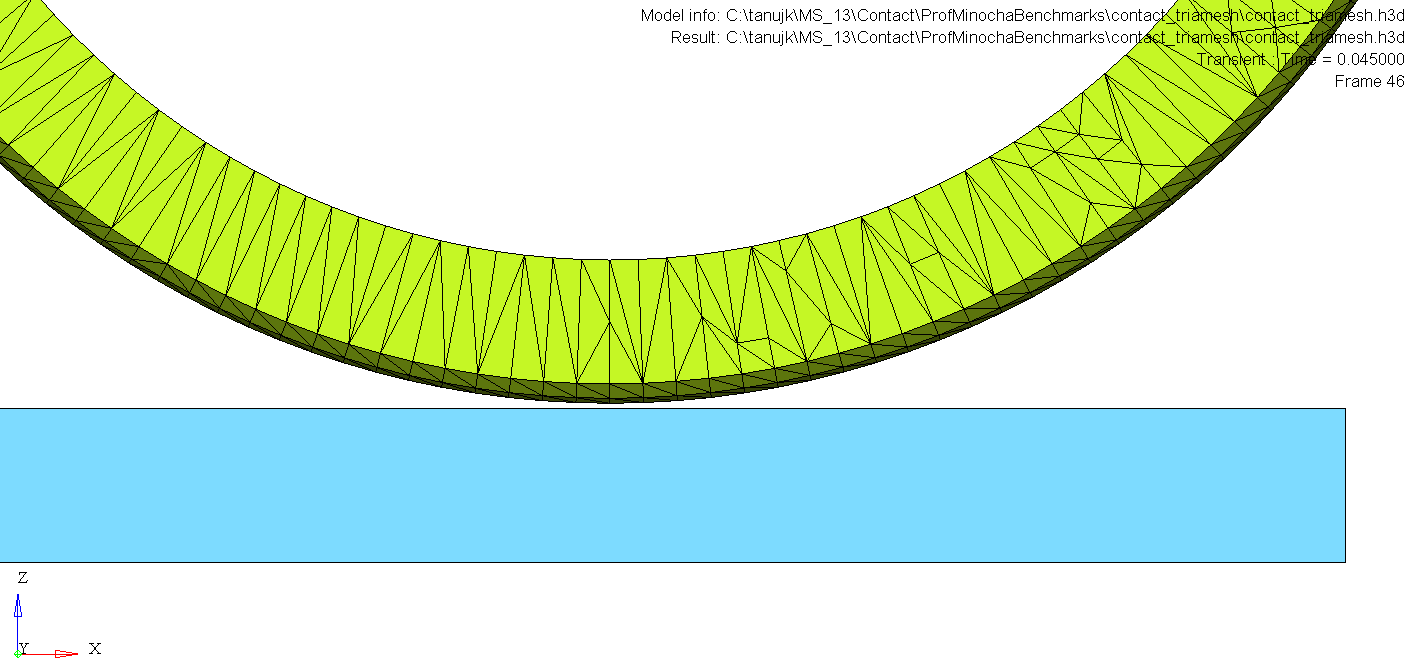 Model info: C:\tanujk\MS_13\Contact\ProfMinochaBenchmarks\contact_triamesh\contact_triamesh.h3d
Result: C:\tanujk\MS_13\Contact\ProfMinochaBenchmarks\contact_triamesh\contact_triamesh.h3d
Transient : Time = 0.045000
Frame 46
Z
Y
X